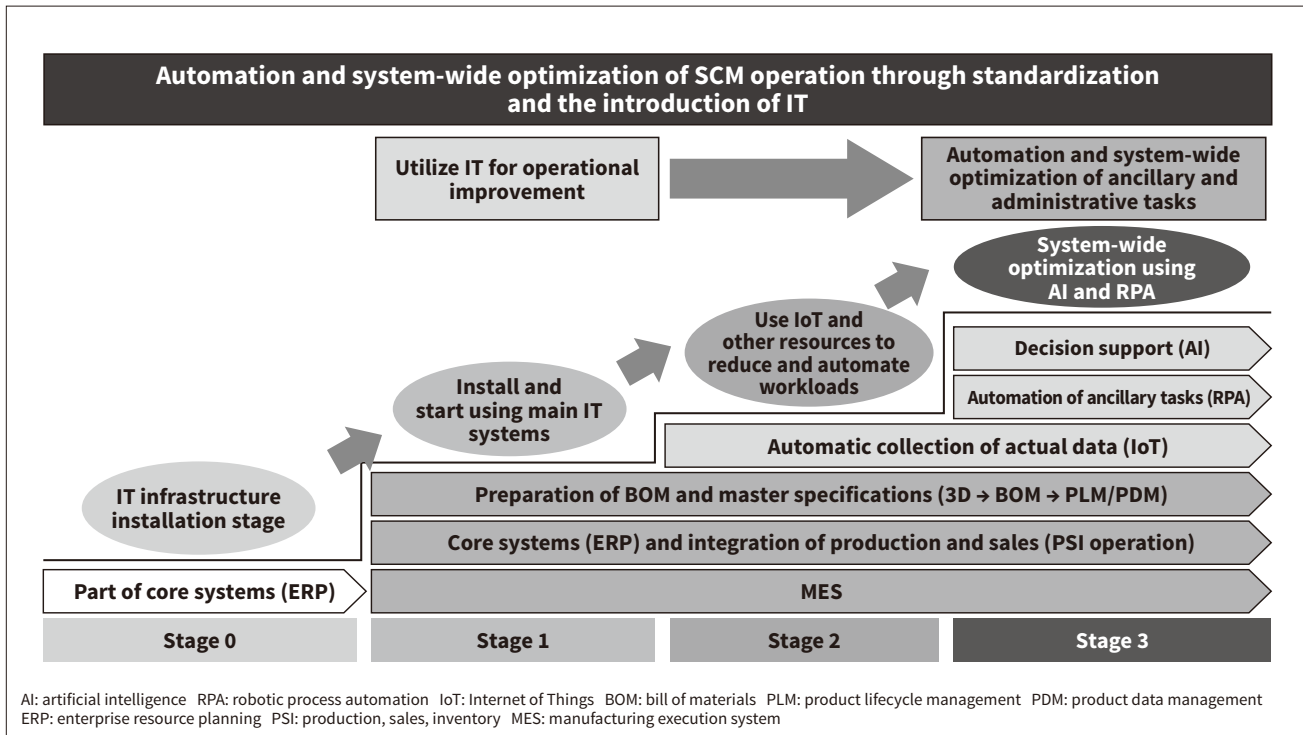 Automation and system-wide optimization of SCM operation through standardization
and the introduction of IT
Utilize IT for operational
improvement
Automation and system-wide
optimization of ancillary and
administrative tasks
System-wide
optimization using
AI and RPA
Use IoT and
other resources to
reduce and automate
workloads
Install and
start using main IT
systems
IT infrastructure
installation stage
Decision support (AI)
Automation of ancillary tasks (RPA)
Automatic collection of actual data (IoT)
Preparation of BOM and master specifications (3D → BOM → PLM/PDM)
Core systems (ERP) and integration of production and sales (PSI operation)
Part of core systems (ERP)
MES
Stage 0
Stage 1
Stage 2
Stage 3
AI: artificial intelligence RPA: robotic process automation IoT: Internet of Things BOM: bill of materials PLM: product lifecycle management PDM: product data management
ERP: enterprise resource planning PSI: production, sales, inventory MES: manufacturing execution system